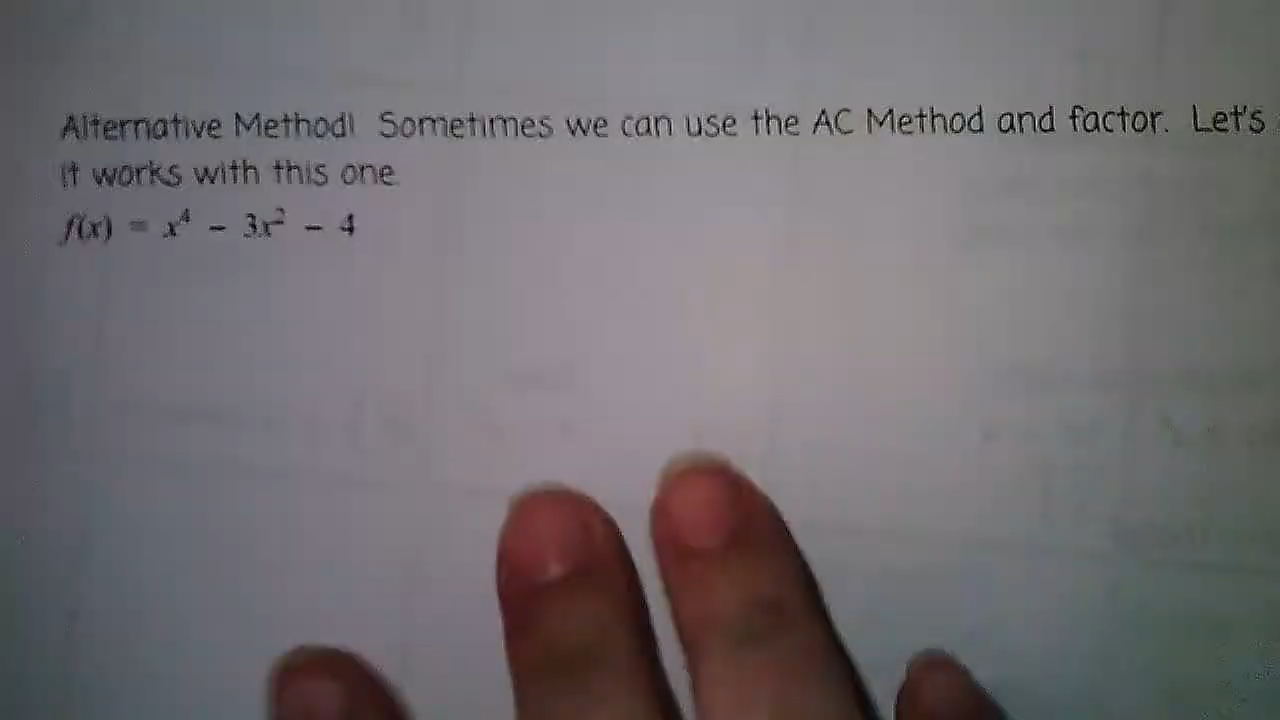 Alternative Method! Sometimes we can use the AC Method and factor. Let's
it works with this one.
f(x) = x⁴ − 3x² − 4